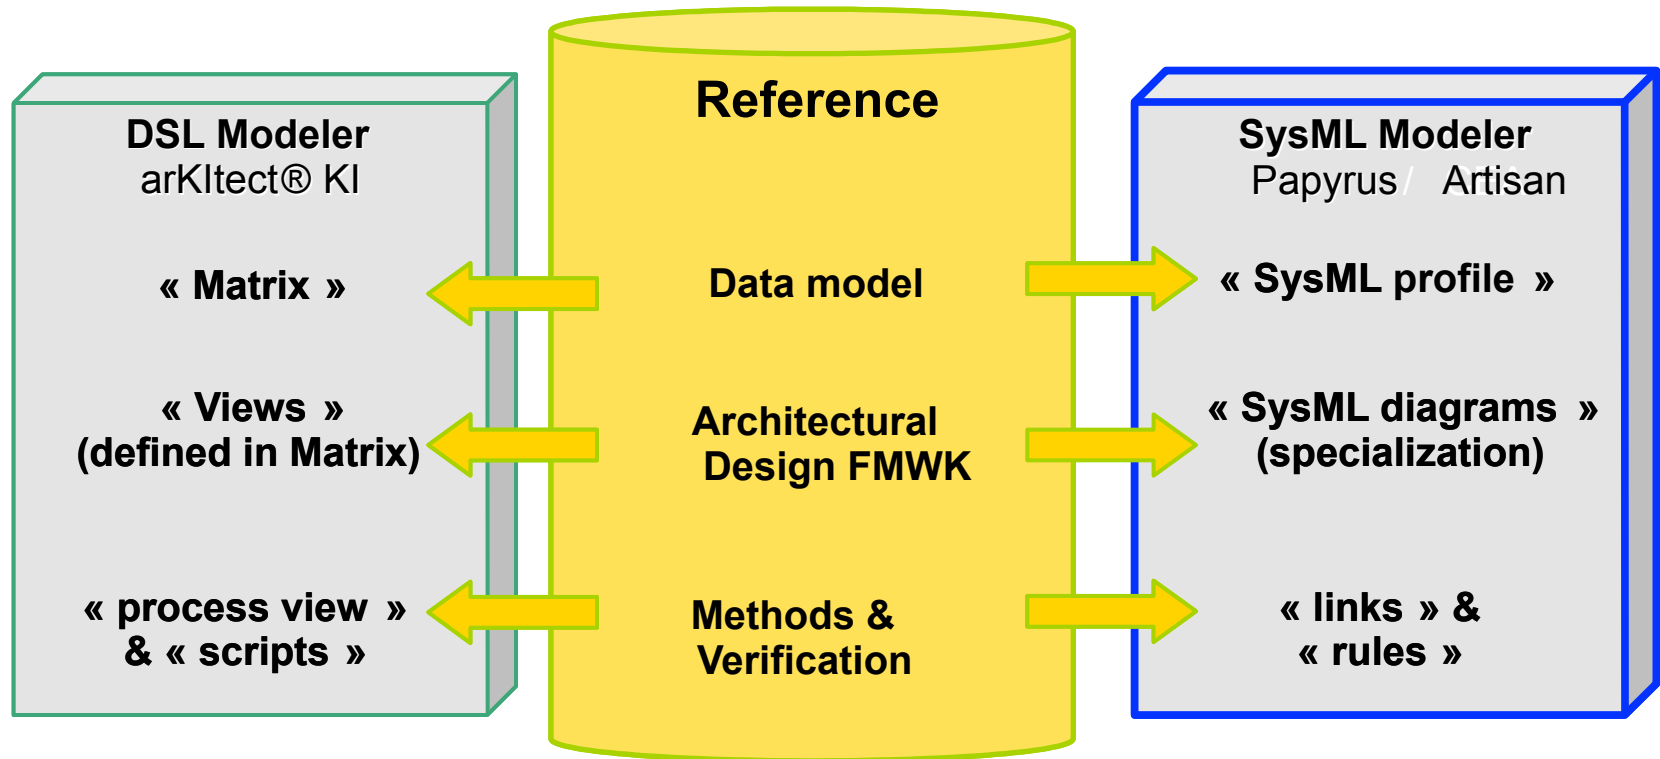 Reference
DSL Modeler
arKItect® KI
« Matrix »
« Views »
(defined in Matrix)
« process view »
& « scripts »
Data model
Architectural
Design FMWK
Methods &
Verification
SysML Modeler
Papyrus / Artisan
« SysML profile »
« SysML diagrams »
(specialization)
« links » &
« rules »